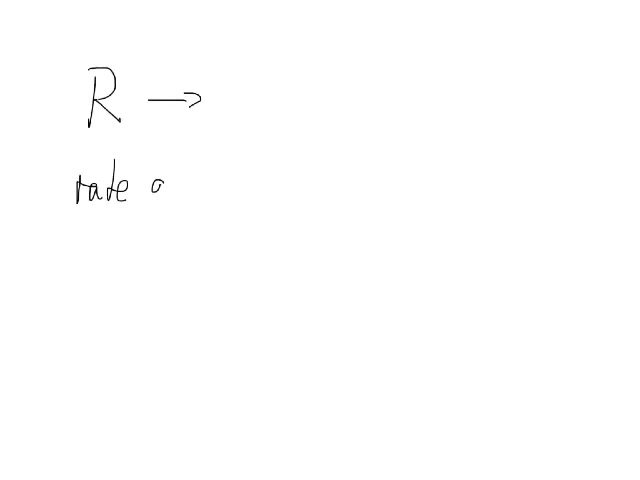 R →
rate o